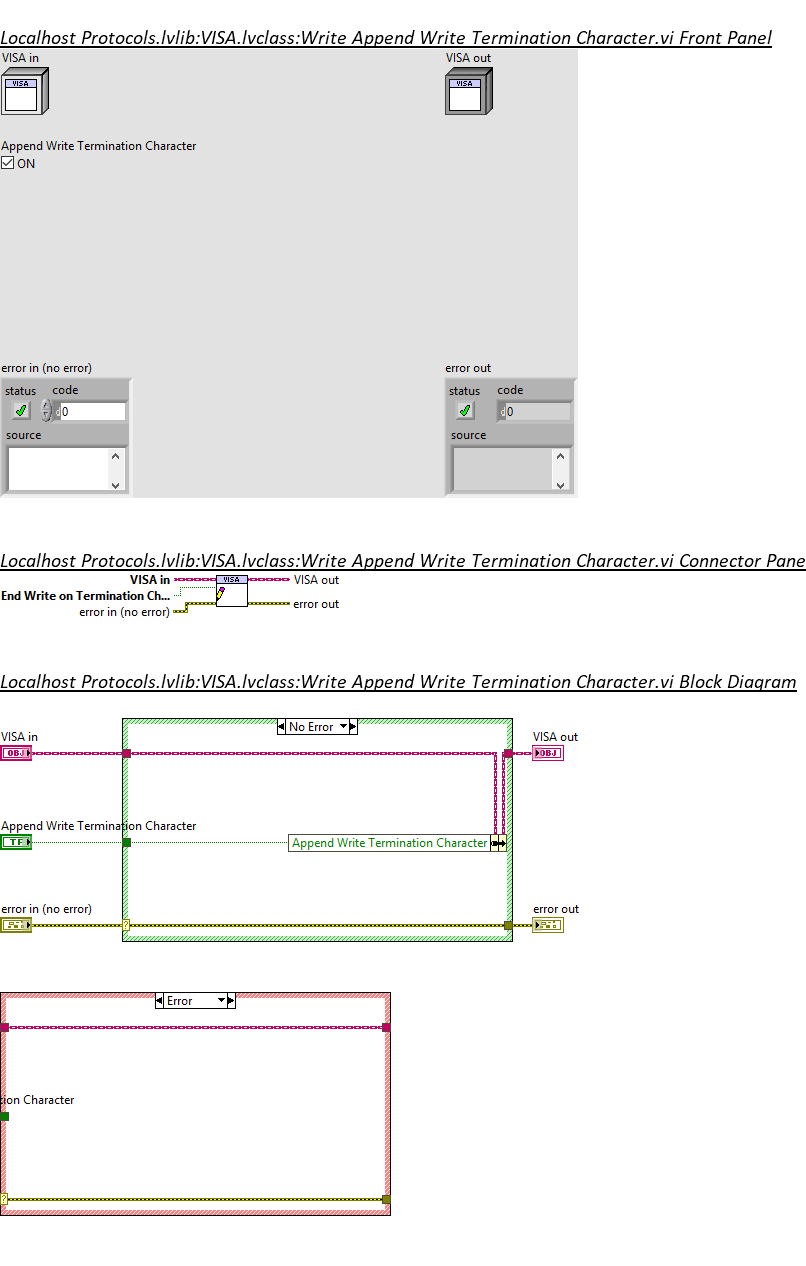 Localhost Protocols.lvlib:VISA.lvclass:Write Append Write Termination Character.vi Front Panel
VISA in
VISA out
VISA
VISA
Append Write Termination Character
ON
error in (no error)
error out
status code
status code
d 0
d 0
source
source
Localhost Protocols.lvlib:VISA.lvclass:Write Append Write Termination Character.vi Connector Pane
VISA in
VISA
VISA out
End Write on Termination Ch...
error in (no error)
error out
Localhost Protocols.lvlib:VISA.lvclass:Write Append Write Termination Character.vi Block Diagram
No Error
VISA in
VISA out
OBJ
OBJ
Append Write Termination Character
TF
Append Write Termination Character
error in (no error)
error out
?
Error
tion Character
?